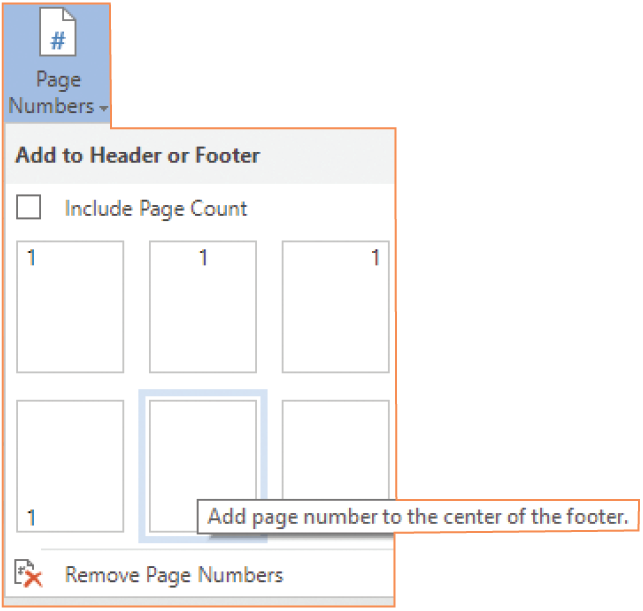 #
Page
Numbers
Add to Header or Footer
Include Page Count
1 1 1
1
Add page number to the center of the footer.
# Remove Page Numbers